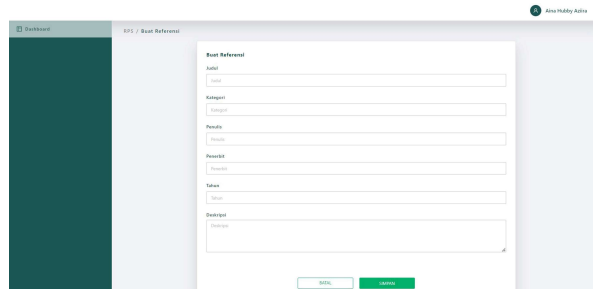 Aina Hubby Azira
Dashboard
RPS / Buat Referensi
Buat Referensi
Judul
Judul
Kategori
Kategori
Penulis
Penulis
Penerbit
Penerbit
Tahun
Tahun
Deskripsi
Deskripsi
BATAL
SIMPAN